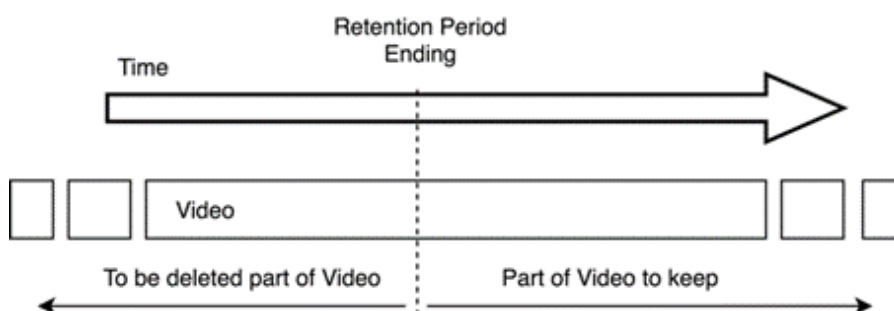 Retention Period
Ending
Time
Video
To be deleted part of Video
Part of Video to keep